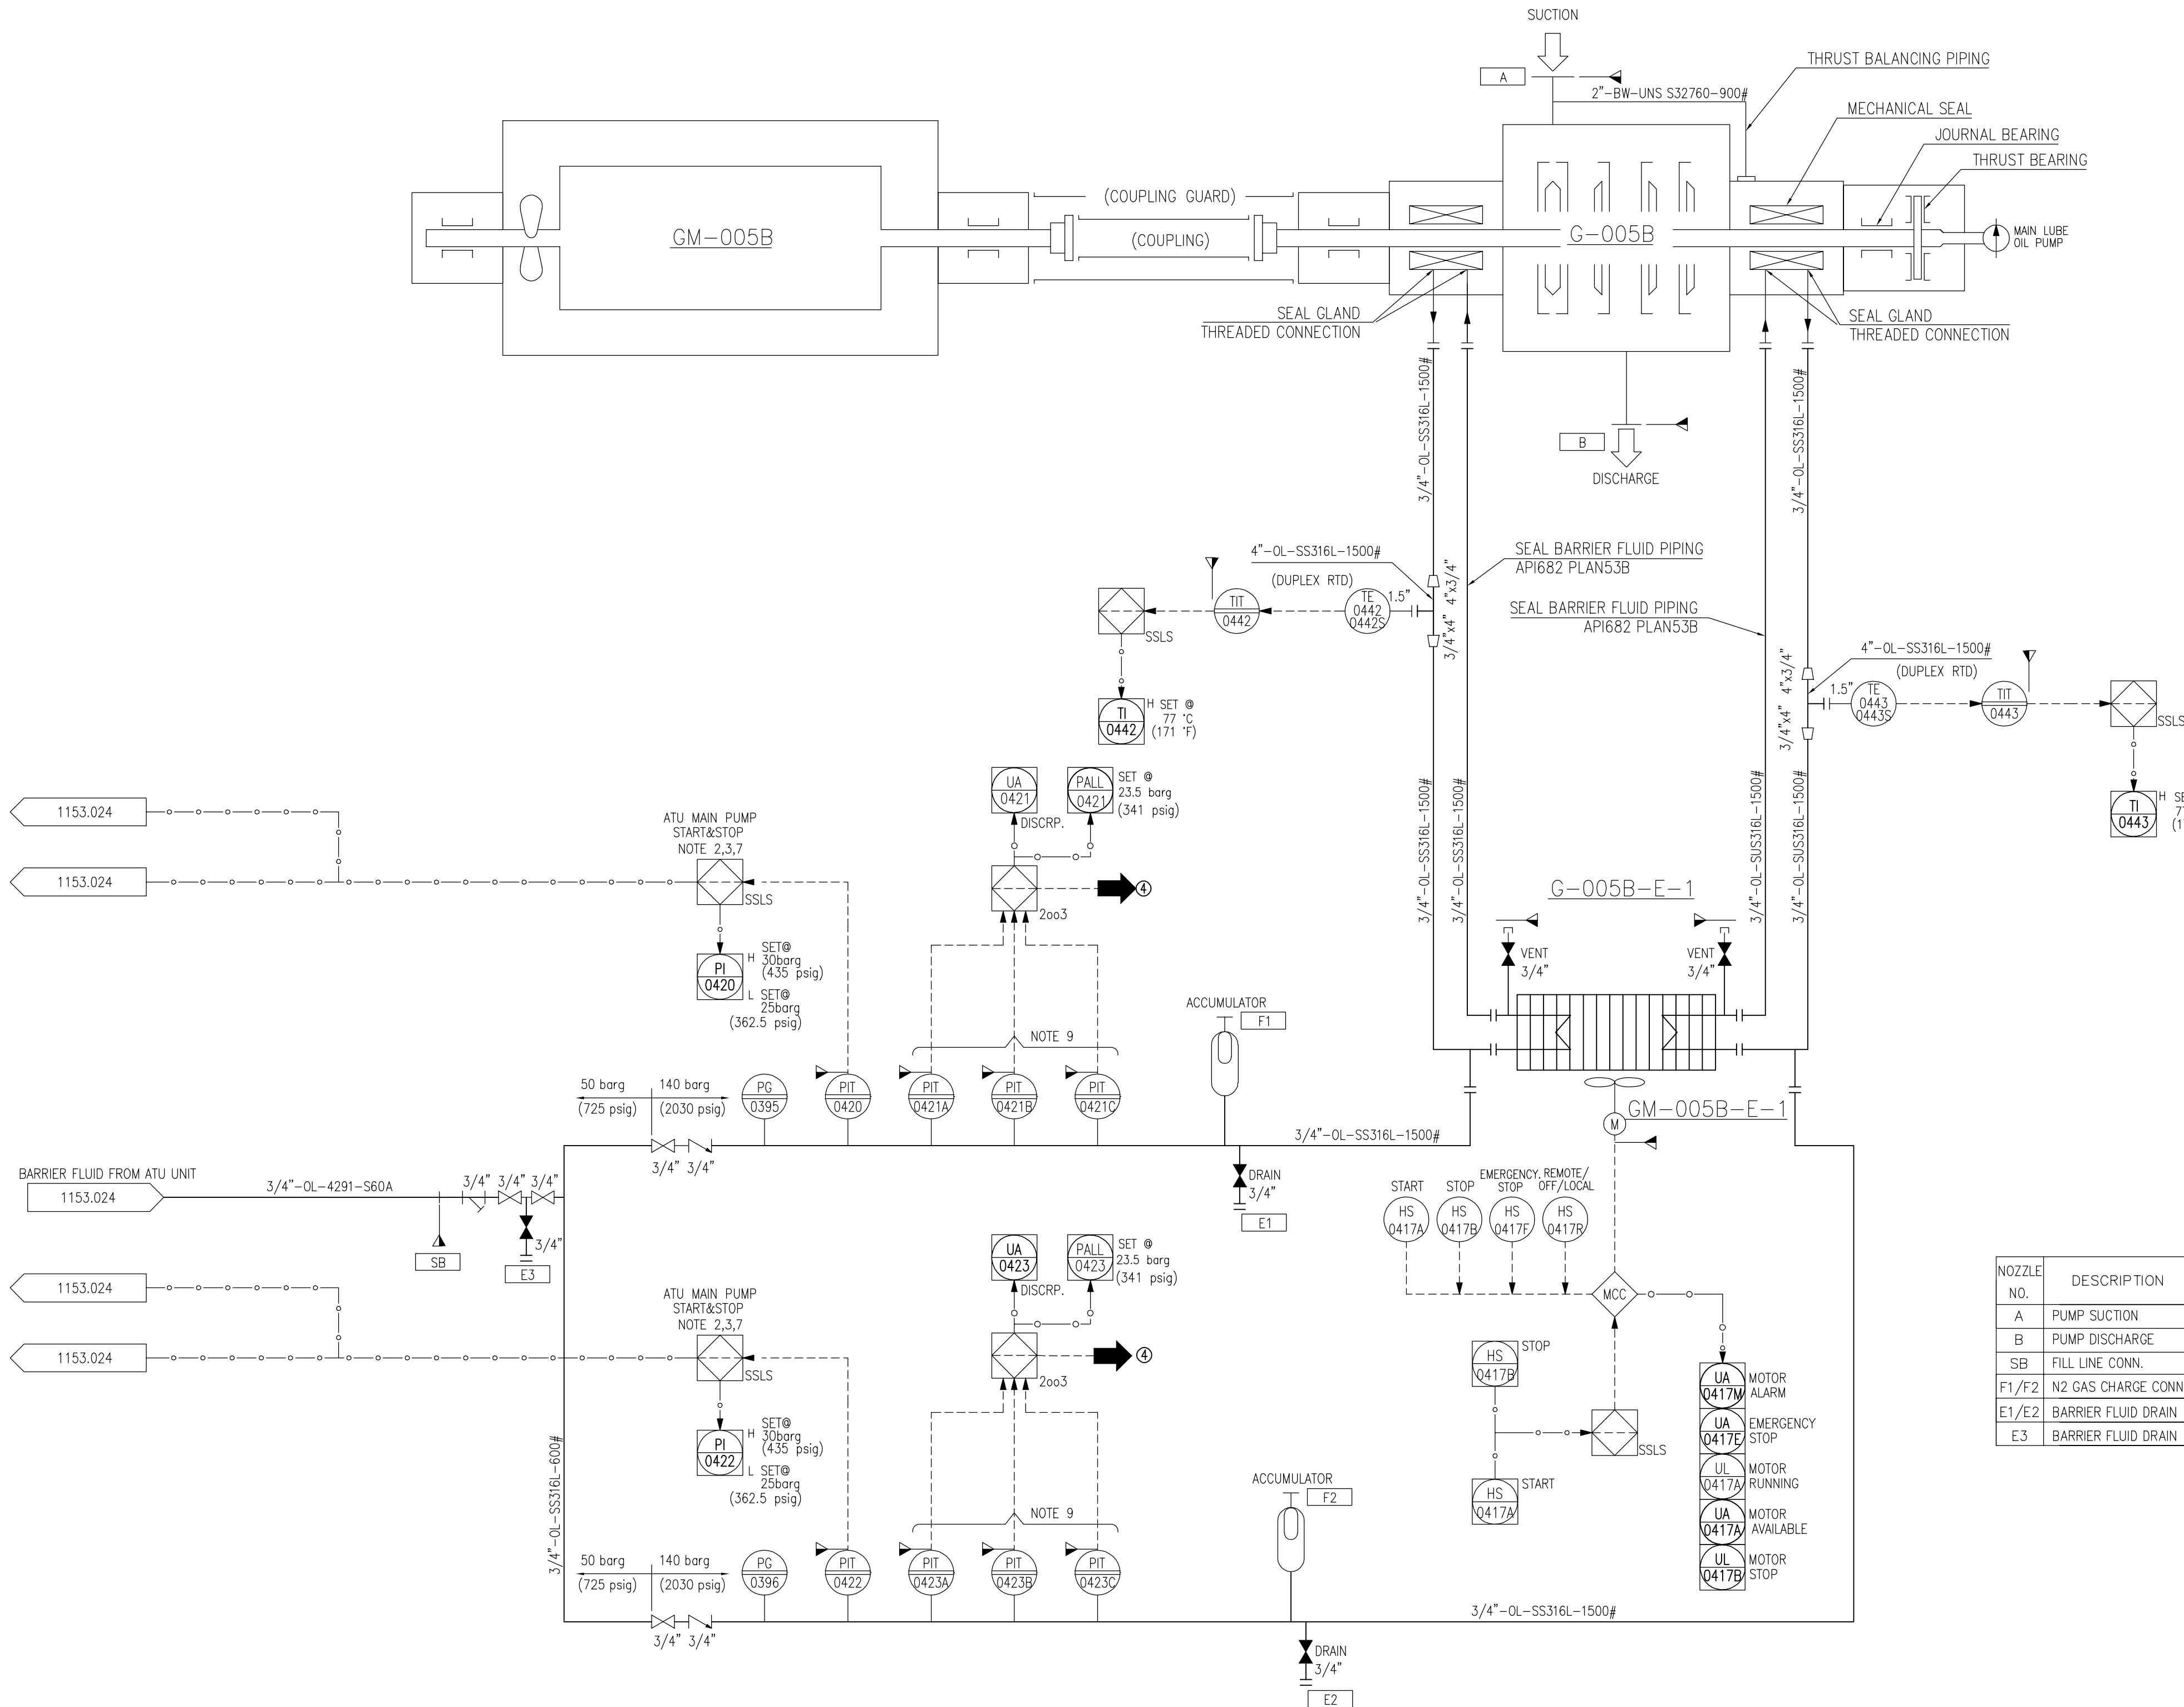 SUCTION
A
2"-BW-UNS S32760-900#
THRUST BALANCING PIPING
MECHANICAL SEAL
JOURNAL BEARING
THRUST BEARING
(COUPLING GUARD)
GM-005B
(COUPLING)
G-005B
MAIN LUBE
OIL PUMP
SEAL GLAND
THREADED CONNECTION
SEAL GLAND
THREADED CONNECTION
3/4"-OL-SS316L-1500#
3/4"-OL-SS316L-1500#
B
DISCHARGE
4"-OL-SS316L-1500#
(DUPLEX RTD)
SEAL BARRIER FLUID PIPING
API682 PLAN53B
SEAL BARRIER FLUID PIPING
API682 PLAN53B
SSLS
TIT
0442
TE
0442
0442S
1.5"
3/4"x4" 4"x3/4"
TI
0442
H SET @
77 °C
(171 °F)
4"-OL-SS316L-1500#
(DUPLEX RTD)
3/4"x4" 4"x3/4"
1.5"
TE
0443
0443S
TIT
0443
SSLS
TI
0443
H
UA
0421
DISCRP.
PALL
0421
SET @
23.5 barg
(341 psig)
1153.024
1153.024
ATU MAIN PUMP
START&STOP
NOTE 2,3,7
SSLS
2oo3
4
PI
0420
H SET@
30barg
(435 psig)
L SET@
25barg
(362.5 psig)
3/4"-OL-SS316L-1500#
3/4"-OL-SS316L-1500#
3/4"-OL-SUS316L-1500#
3/4"-OL-SUS316L-1500#
G-005B-E-1
VENT
3/4"
VENT
3/4"
NOTE 9
ACCUMULATOR
F1
50 barg
(725 psig)
140 barg
(2030 psig)
PG
0395
PIT
0420
PIT
0421A
PIT
0421B
PIT
0421C
3/4" 3/4"
3/4"-OL-SS316L-1500#
GM-005B-E-1
M
BARRIER FLUID FROM ATU UNIT
1153.024
3/4"-OL-4291-S60A
3/4" 3/4" 3/4"
3/4"
SB
E3
DRAIN
3/4"
E1
START
STOP
EMERGENCY
STOP
REMOTE/
OFF/LOCAL
HS
0417A
HS
0417B
HS
0417F
HS
0417R
MCC
1153.024
1153.024
ATU MAIN PUMP
START&STOP
NOTE 2,3,7
SSLS
PI
0422
H SET@
30barg
(435 psig)
L SET@
25barg
(362.5 psig)
UA
0423
DISCRP.
PALL
0423
SET @
23.5 barg
(341 psig)
2oo3
4
HS
0417B
STOP
SSLS
HS
0417A
START
UA
0417M
MOTOR
ALARM
UA
0417E
EMERGENCY
STOP
UL
0417A
MOTOR
RUNNING
UA
0417A
MOTOR
AVAILABLE
UL
0417B
MOTOR
STOP
3/4"-OL-SS316L-600#
NOTE 9
ACCUMULATOR
F2
50 barg
(725 psig)
140 barg
(2030 psig)
PG
0396
PIT
0422
PIT
0423A
PIT
0423B
PIT
0423C
3/4" 3/4"
3/4"-OL-SS316L-1500#
DRAIN
3/4"
E2
NOZZLE
NO.
DESCRIPTION
A PUMP SUCTION
B PUMP DISCHARGE
SB FILL LINE CONN.
F1/F2 N2 GAS CHARGE CONN
E1/E2 BARRIER FLUID DRAIN
E3 BARRIER FLUID DRAIN